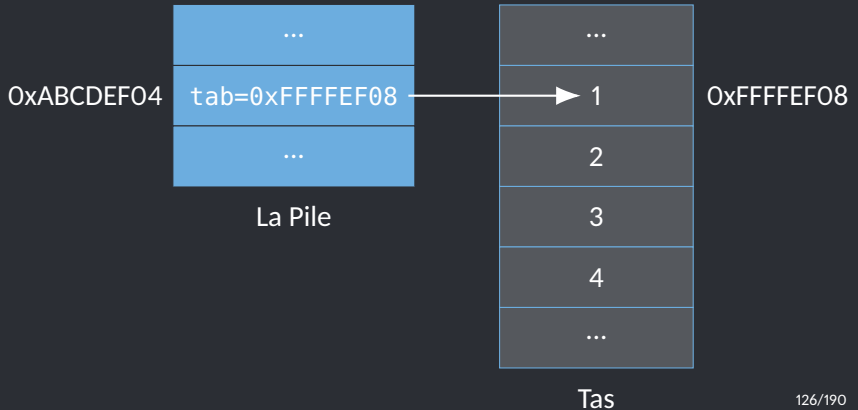 ...
...
0xABCDEF04 tab=0xFFFFEF08 1 0xFFFFEF08
...
2
La Pile
3
4
...
Tas
126/190